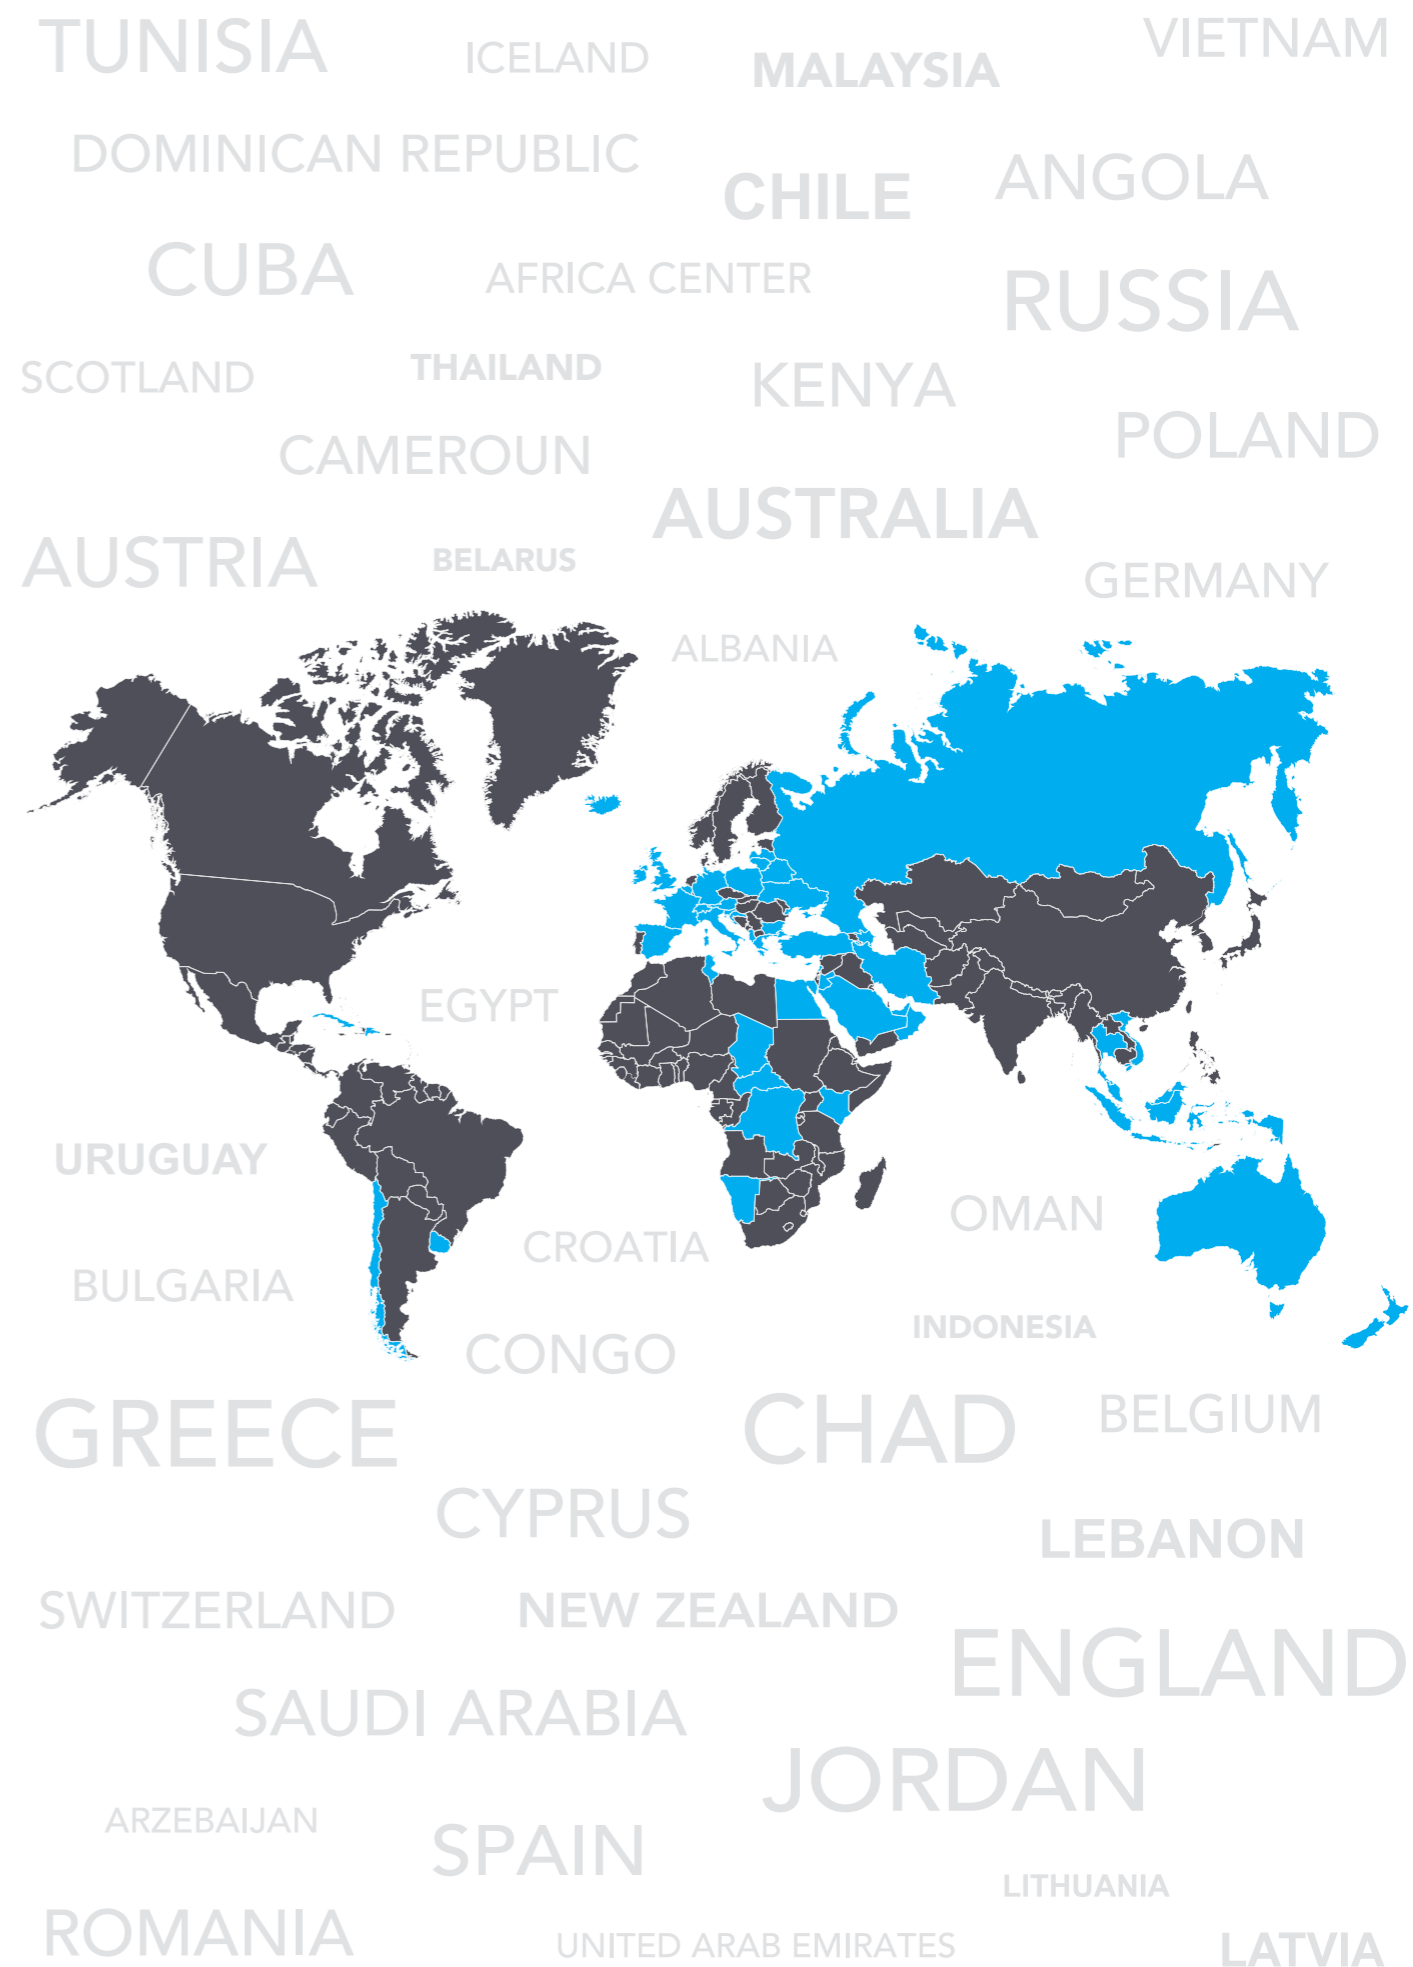 TUNISIA
ICELAND
MALAYSIA
VIETNAM
DOMINICAN REPUBLIC
CHILE
ANGOLA
CUBA
AFRICA CENTER
RUSSIA
SCOTLAND
THAILAND
KENYA
POLAND
CAMEROUN
AUSTRALIA
AUSTRIA
BELARUS
GERMANY
ALBANIA
EGYPT
URUGUAY
OMAN
CROATIA
BULGARIA
INDONESIA
CONGO
GREECE
CHAD
BELGIUM
CYPRUS
LEBANON
SWITZERLAND
NEW ZEALAND
ENGLAND
SAUDI ARABIA
JORDAN
ARZEBAIJAN
SPAIN
LITHUANIA
ROMANIA
UNITED ARAB EMIRATES
LATVIA